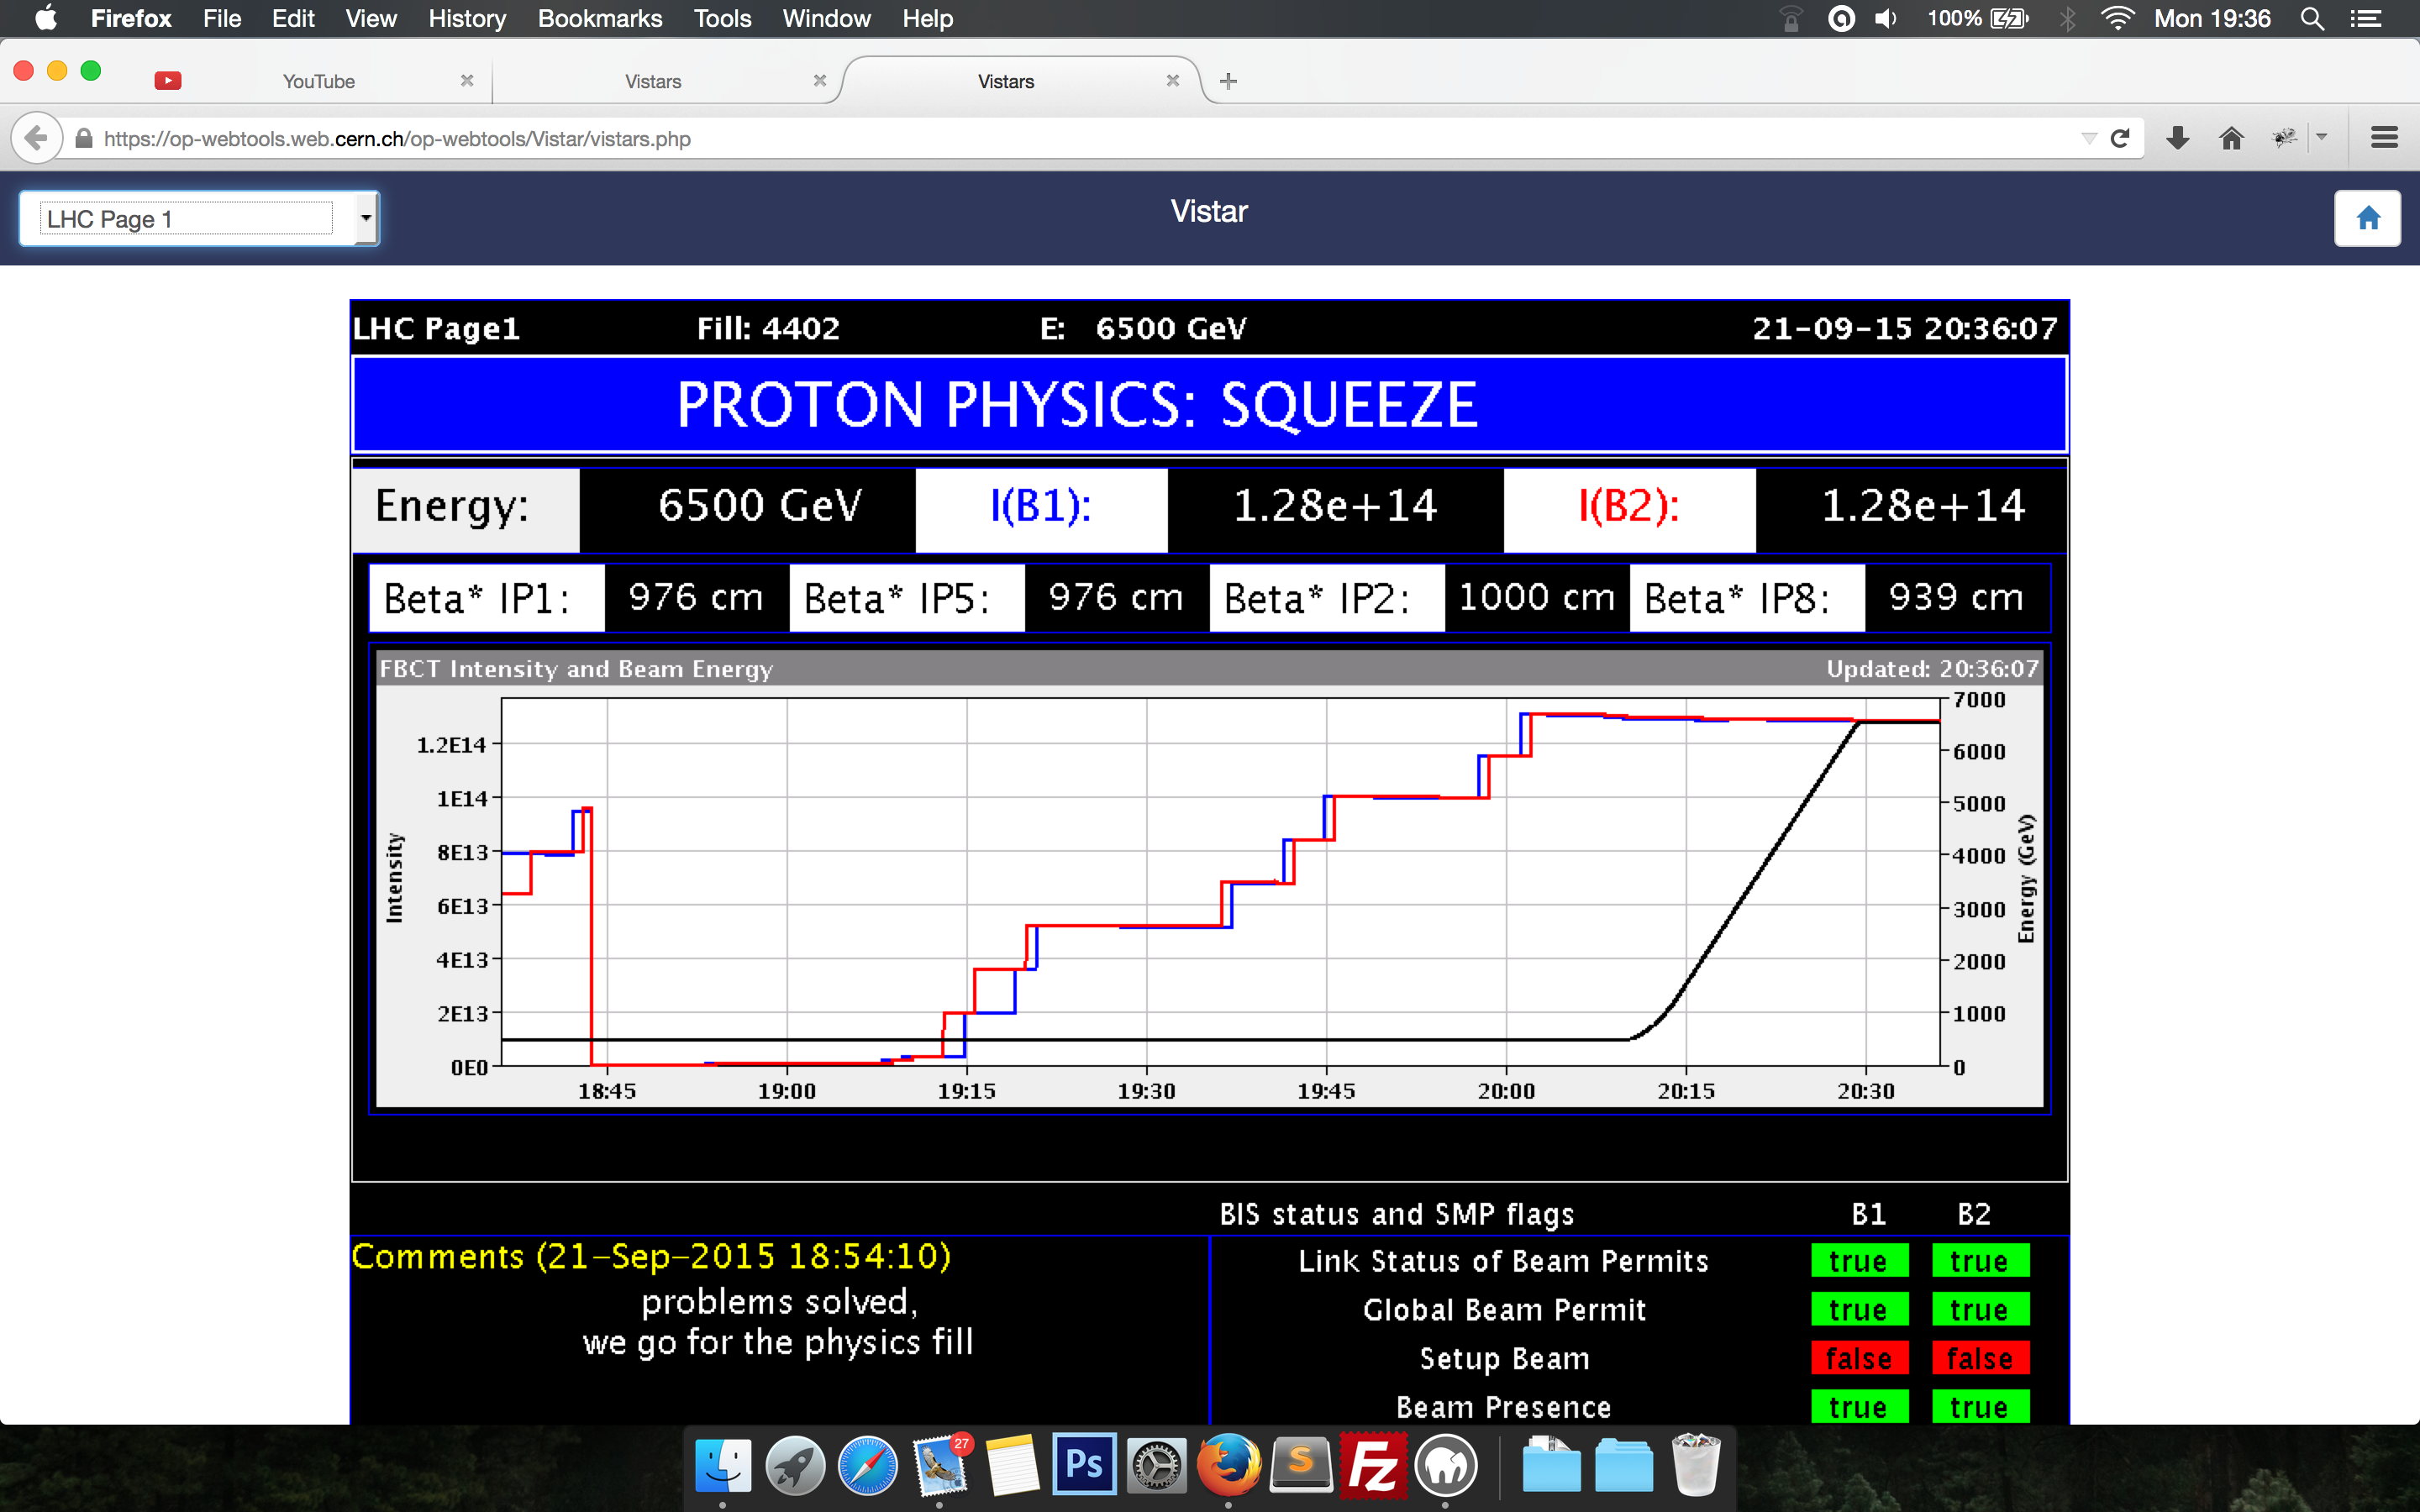 Firefox File Edit View History Bookmarks Tools Window Help 100% Mon 19:36
YouTube Vistars Vistars
https://op-webtools.web.cern.ch/op-webtools/Vistar/vistars.php
LHC Page 1 Vistar
LHC Page1 Fill: 4402 E: 6500 GeV 21-09-15 20:36:07
PROTON PHYSICS: SQUEEZE
Energy: 6500 GeV I(B1): 1.28e+14 I(B2): 1.28e+14
Beta* IP1: 976 cm Beta* IP5: 976 cm Beta* IP2: 1000 cm Beta* IP8: 939 cm
FBCT Intensity and Beam Energy Updated: 20:36:07
Intensity
1.2E14
1E14
8E13
6E13
4E13
2E13
0E0
7000
6000
5000
4000
3000
2000
1000
0
Energy (GeV)
18:45 19:00 19:15 19:30 19:45 20:00 20:15 20:30
BIS status and SMP flags B1 B2
Comments (21-Sep-2015 18:54:10)
problems solved,
we go for the physics fill
Link Status of Beam Permits true true
Global Beam Permit true true
Setup Beam false false
Beam Presence true true
27
Ps
S
Fz